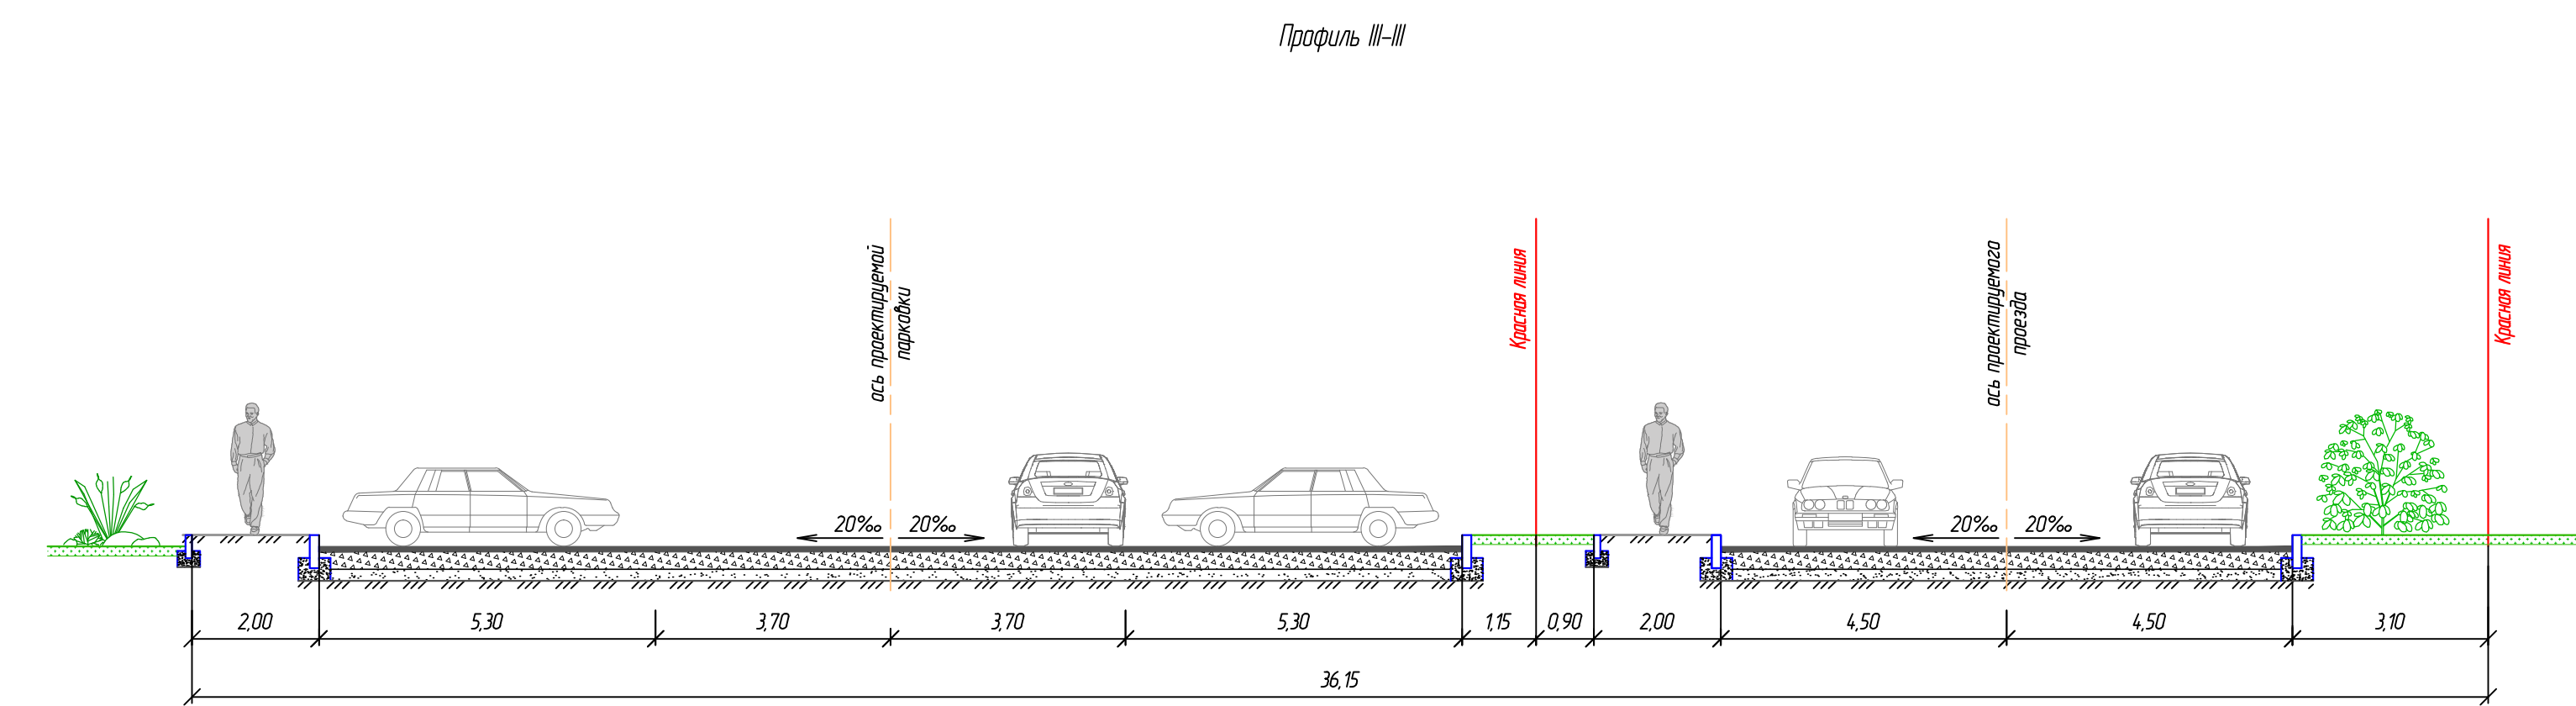 Профиль III-III
ось проектируемой
парковки
Красная линия
ось проектируемого
проезда
Красная линия
20‰ 20‰
20‰ 20‰
2,00 5,30 3,70 3,70 5,30 1,15 0,90 2,00 4,50 4,50 3,10
36,15